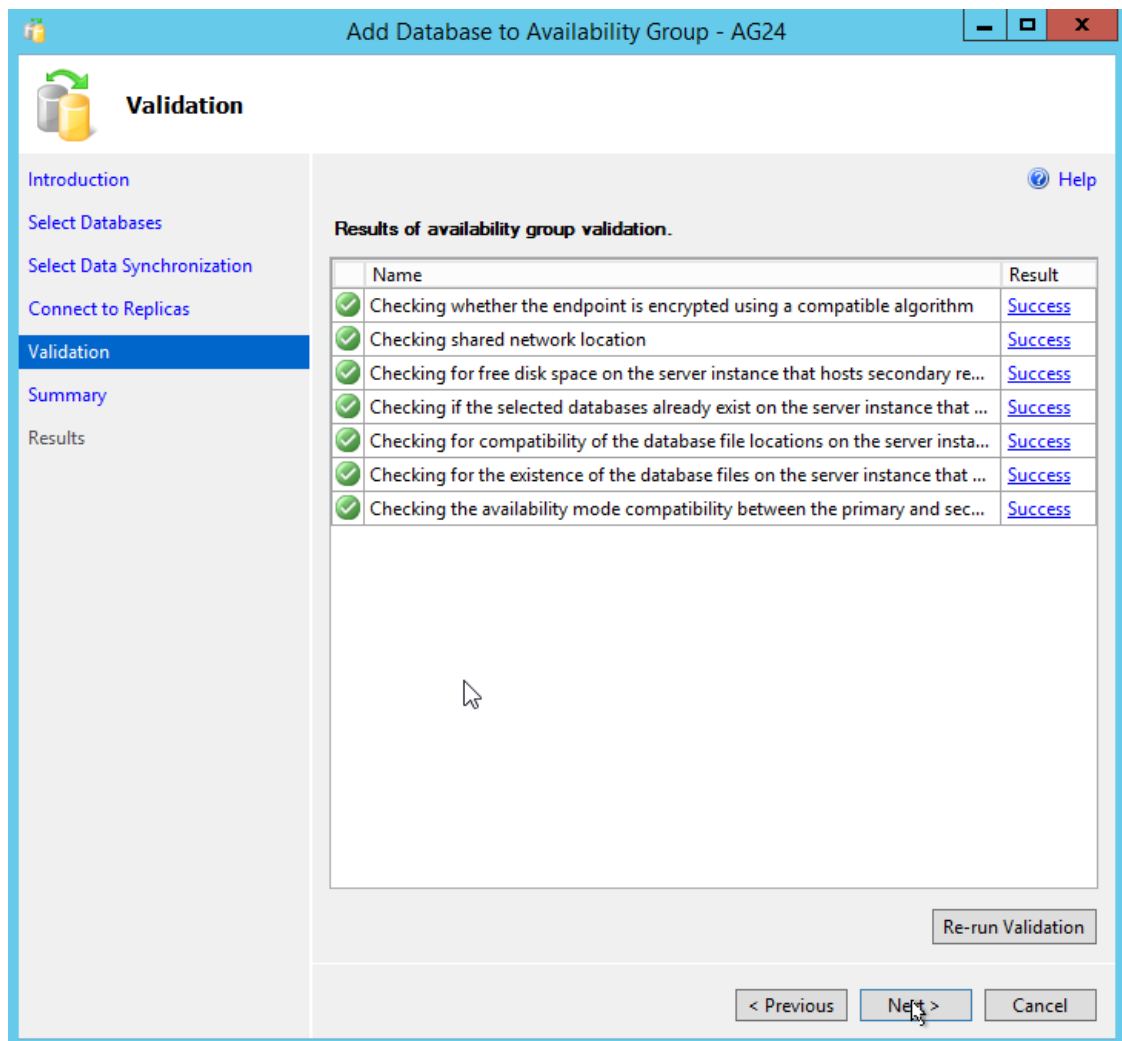 Add Database to Availability Group - AG24
x
Validation
Introduction
Select Databases
Select Data Synchronization
Connect to Replicas
Validation
Summary
Results
Help
Results of availability group validation.
Name Result
Checking whether the endpoint is encrypted using a compatible algorithm Success
Checking shared network location Success
Checking for free disk space on the server instance that hosts secondary re... Success
Checking if the selected databases already exist on the server instance that ... Success
Checking for compatibility of the database file locations on the server insta... Success
Checking for the existence of the database files on the server instance that ... Success
Checking the availability mode compatibility between the primary and sec... Success
Re-run Validation
< Previous Next > Cancel